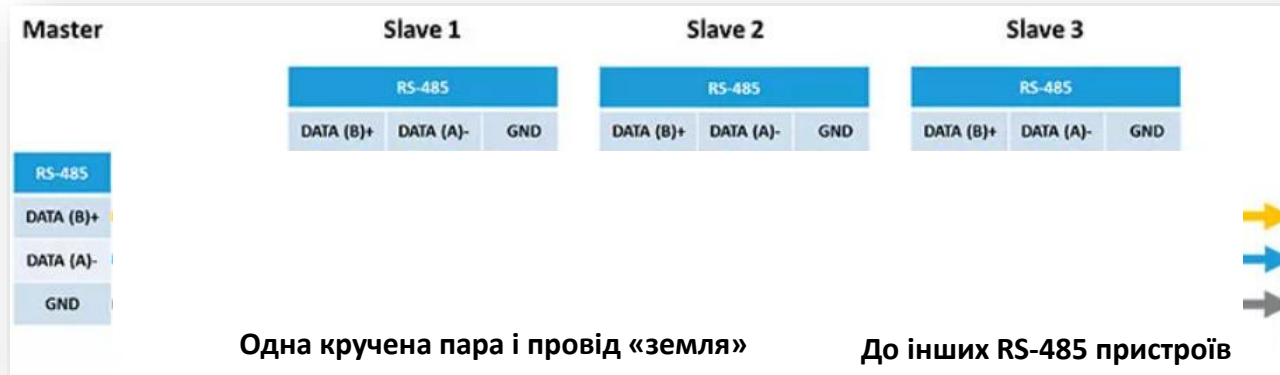 Master Slave 1 Slave 2 Slave 3
RS-485 RS-485 RS-485
DATA (B)+ DATA (A)- GND DATA (B)+ DATA (A)- GND DATA (B)+ DATA (A)- GND
RS-485
DATA (B)+
DATA (A)-
GND
Одна кручена пара і провід «земля» До інших RS-485 пристроїв